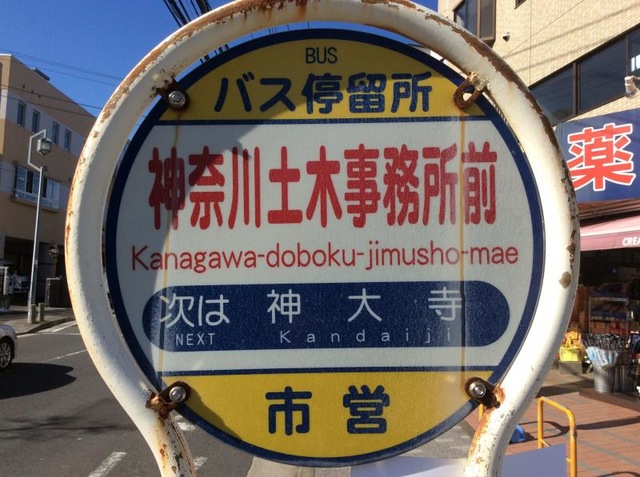 BUS
バス停留所
神奈川土木事務所前
Kanagawa-doboku-jimusho-mae
次は 神大寺
NEXT Kandaiji
市営
薬